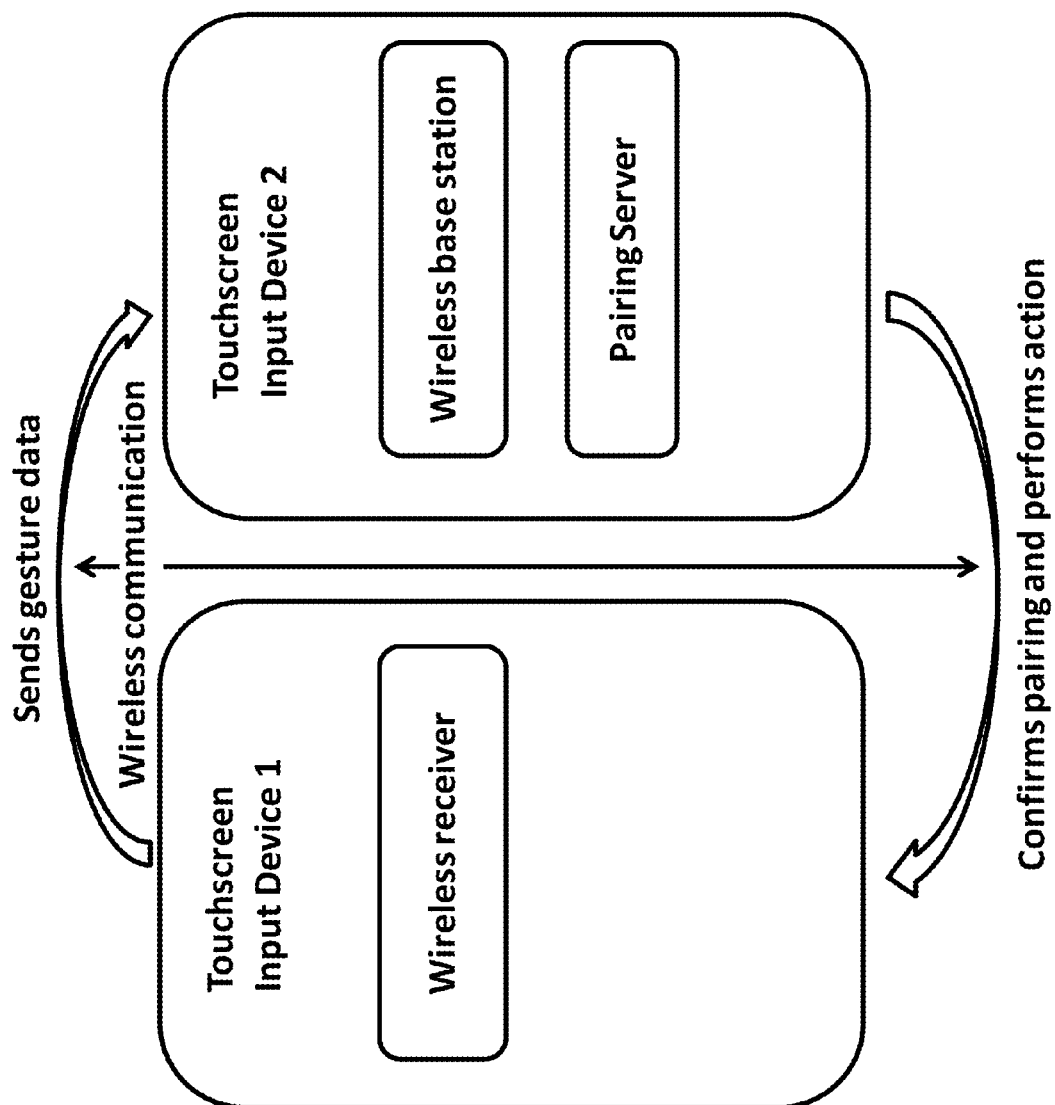 Sends gesture data
Wireless communication
Touchscreen
Input Device 1
Wireless receiver
Touchscreen
Input Device 2
Wireless base station
Pairing Server
Confirms pairing and performs action